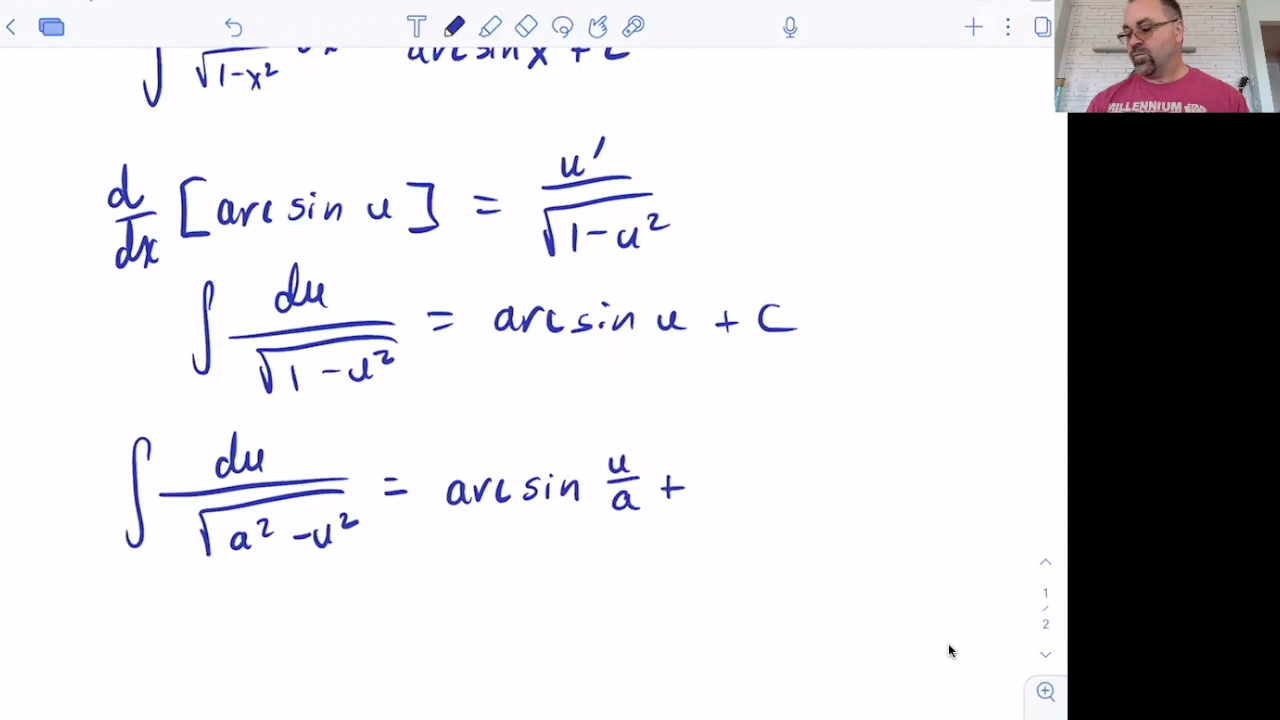 ∫ 1/√(1-x²) dx arcsin x + C
d/dx [arcsin u] = u'/√(1-u²)
∫ du/√(1-u²) = arcsin u + C
∫ du/√(a²-u²) = arcsin u/a +
MILLENNIUM
1
/
2